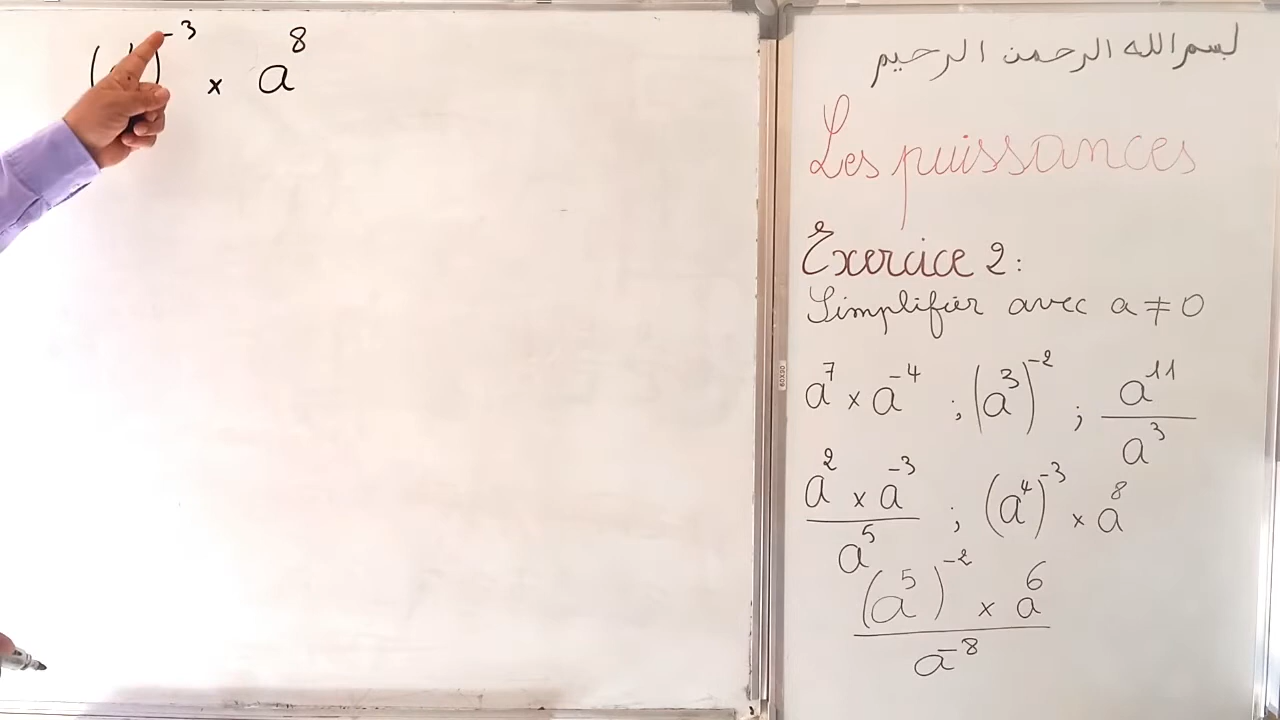 ( )⁻³ × a⁸
بسم الله الرحمن الرحيم
Les puissances
Exercice 2:
Simplifier avec a ≠ 0
a⁷ × a⁻⁴ ; (a³)⁻² ; a¹¹/a³
(a² × a⁻³)/a⁵ ; (a⁴)⁻³ × a⁸
((a⁵)⁻² × a⁶)/a⁻⁸
60X80